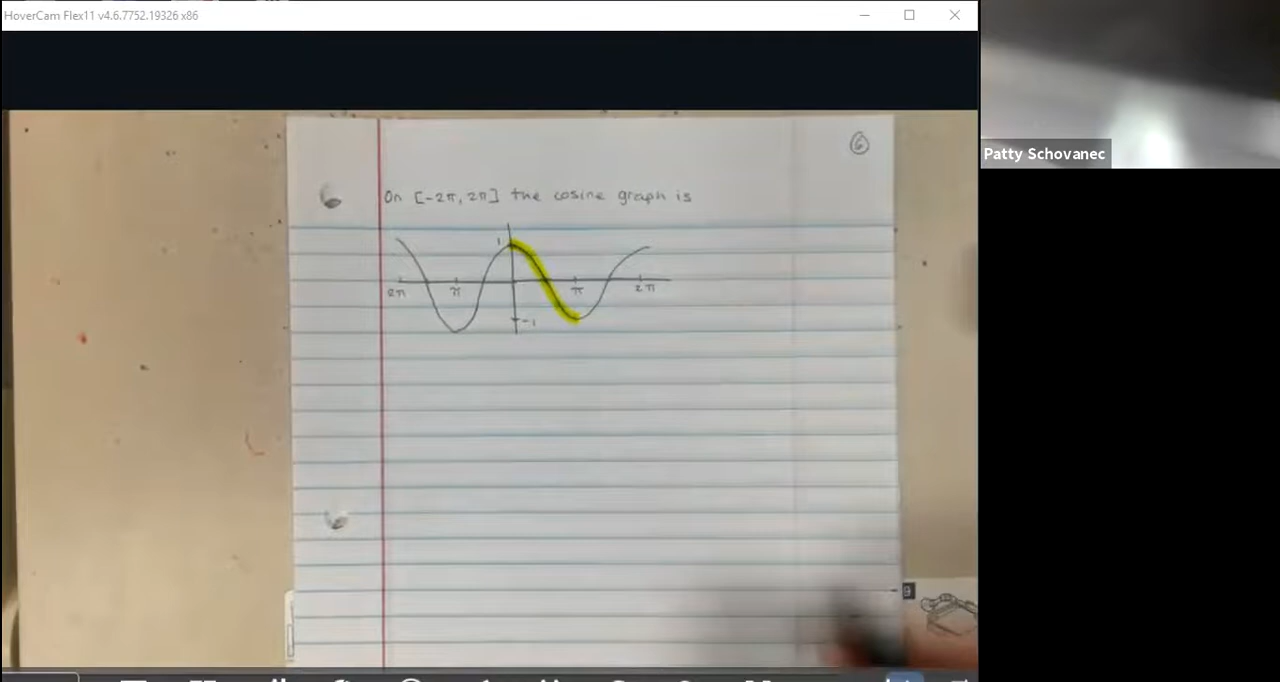 HoverCam Flex11 v4.6.7752.19326 x86
Patty Schovanec
6
On [-2π, 2π] the cosine graph is
1
2π π π 2π
-1
9